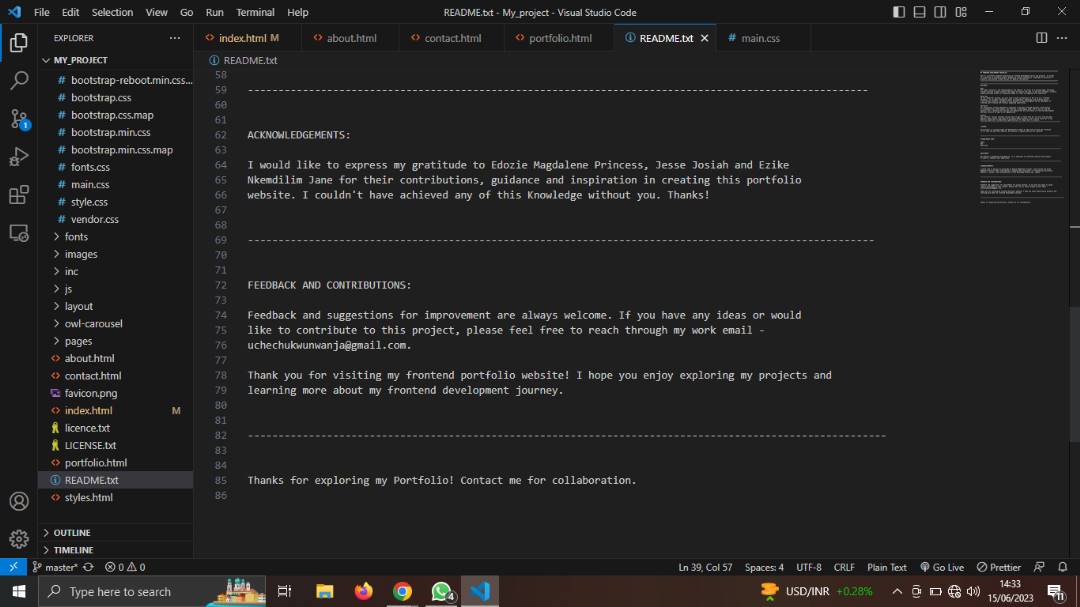 File Edit Selection View Go Run Terminal Help README.txt - My_project - Visual Studio Code
EXPLORER
MY_PROJECT
bootstrap-reboot.min.css...
bootstrap.css
bootstrap.css.map
bootstrap.min.css
bootstrap.min.css.map
fonts.css
main.css
style.css
vendor.css
fonts
images
inc
js
layout
owl-carousel
pages
about.html
contact.html
favicon.png
index.html M
licence.txt
LICENSE.txt
portfolio.html
README.txt
styles.html
OUTLINE
TIMELINE
index.html M about.html contact.html portfolio.html README.txt main.css
README.txt
58
59 ----------------------------------------------------------------------------------------------
60
61
62 ACKNOWLEDGEMENTS:
63
64 I would like to express my gratitude to Edozie Magdalene Princess, Jesse Josiah and Ezike
65 Nkemdilim Jane for their contributions, guidance and inspiration in creating this portfolio
66 website. I couldn't have achieved any of this Knowledge without you. Thanks!
67
68
69 -----------------------------------------------------------------------------------------------
70
71
72 FEEDBACK AND CONTRIBUTIONS:
73
74 Feedback and suggestions for improvement are always welcome. If you have any ideas or would
75 like to contribute to this project, please feel free to reach through my work email -
76 uchechukwunwanja@gmail.com.
77
78 Thank you for visiting my frontend portfolio website! I hope you enjoy exploring my projects and
79 learning more about my frontend development journey.
80
81
82 -------------------------------------------------------------------------------------------------
83
84
85 Thanks for exploring my Portfolio! Contact me for collaboration.
86
1
master* 0 0 Ln 39, Col 57 Spaces: 4 UTF-8 CRLF Plain Text Go Live Prettier
Type here to search 4 USD/INR +0.28% 14:33
15/06/2023 11